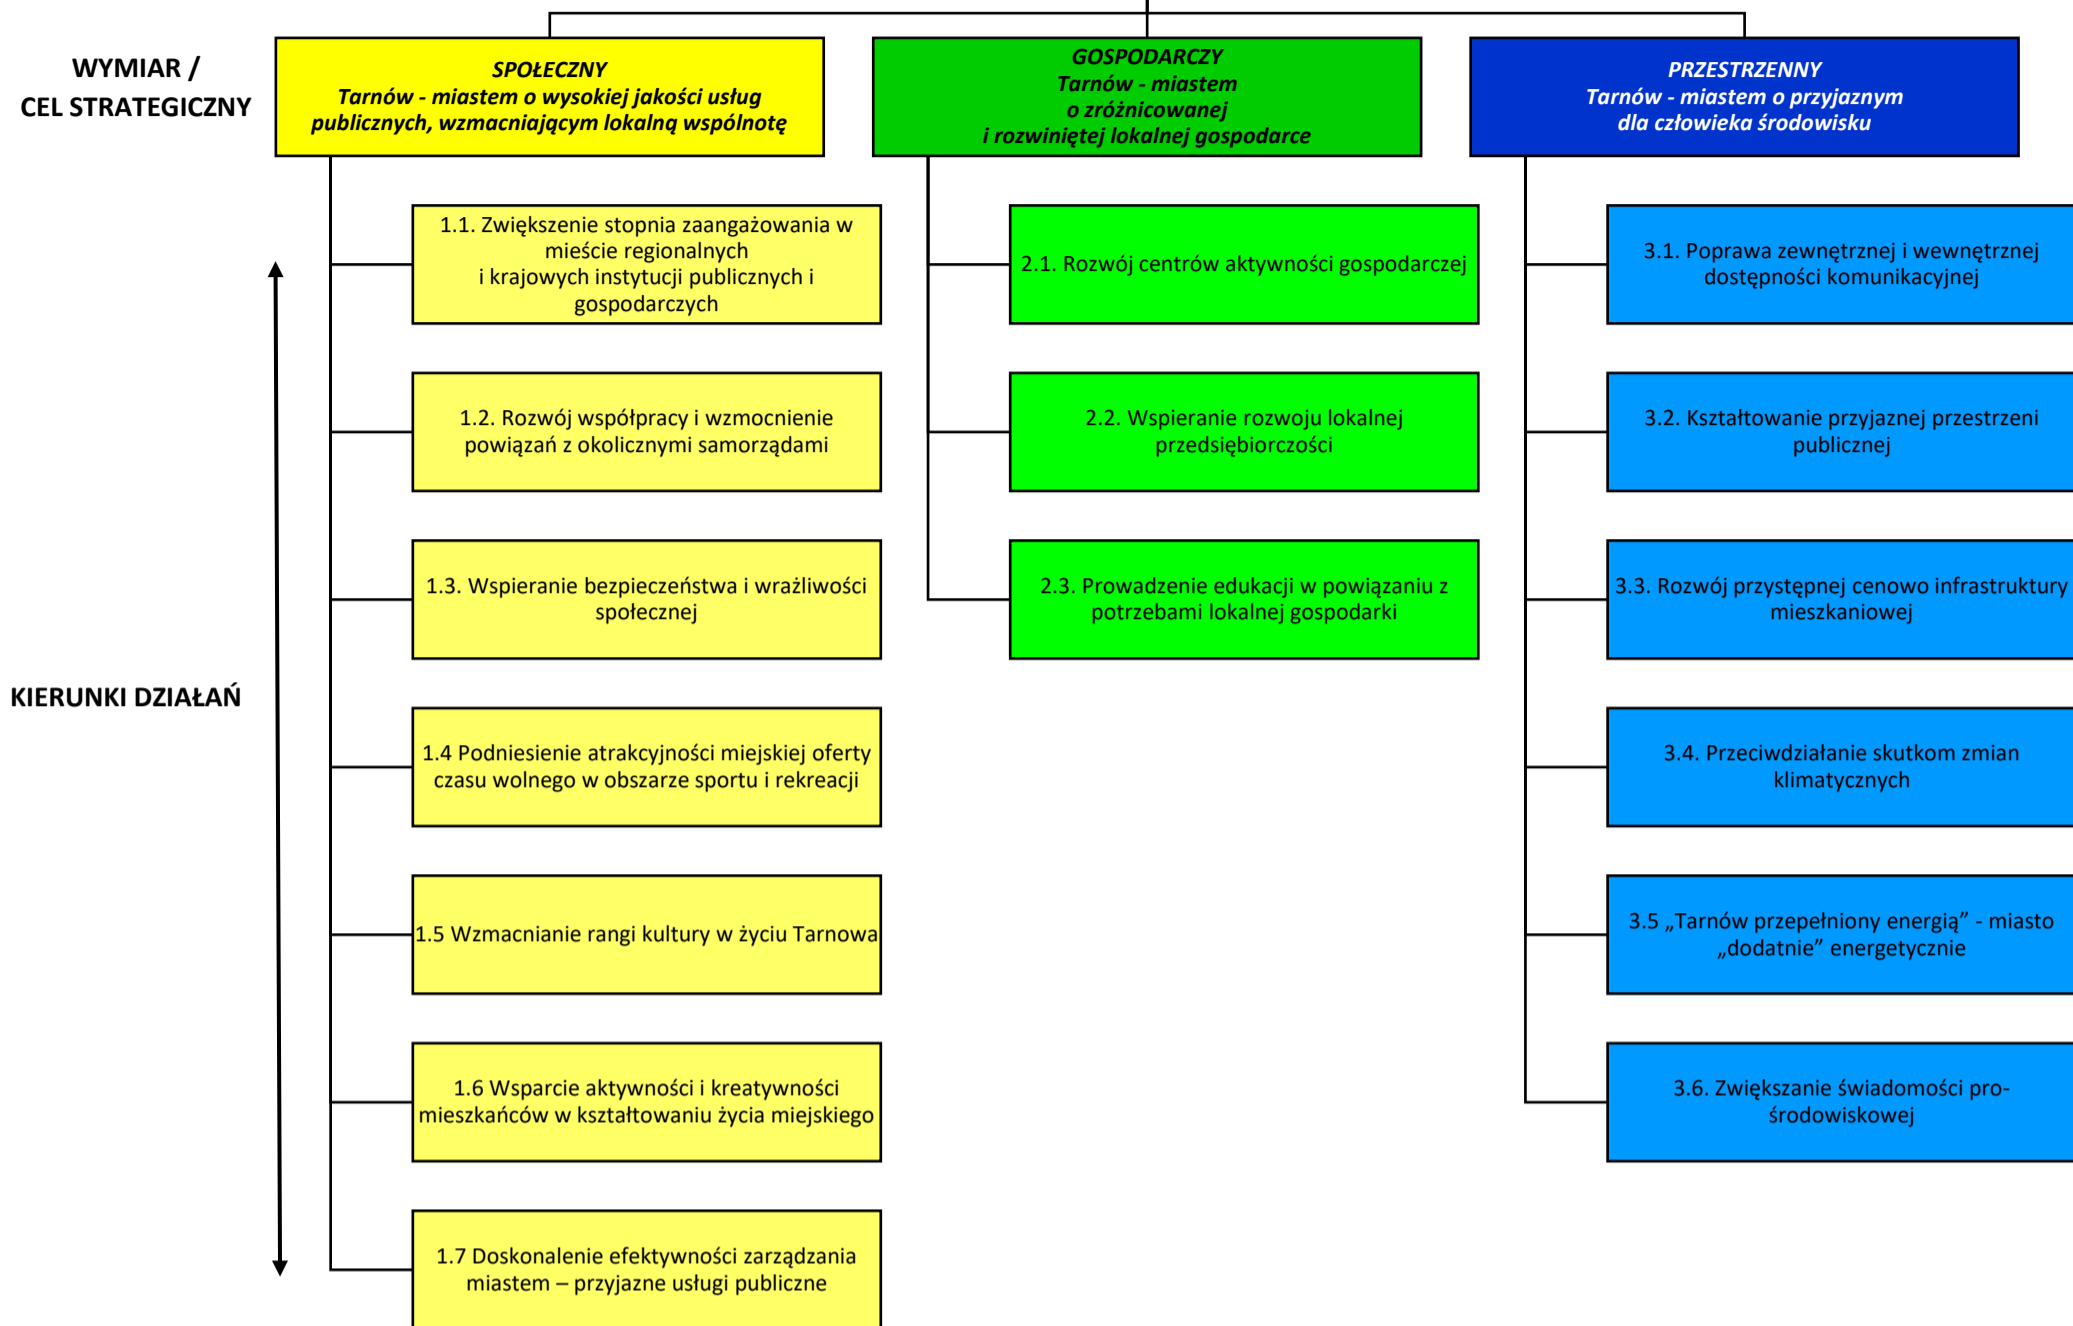 WYMIAR /
CEL STRATEGICZNY
SPOŁECZNY
Tarnów - miastem o wysokiej jakości usług
publicznych, wzmacniającym lokalną wspólnotę
GOSPODARCZY
Tarnów - miastem
o zróżnicowanej
i rozwiniętej lokalnej gospodarce
PRZESTRZENNY
Tarnów - miastem o przyjaznym
dla człowieka środowisku
KIERUNKI DZIAŁAŃ
1.1. Zwiększenie stopnia zaangażowania w
mieście regionalnych
i krajowych instytucji publicznych i
gospodarczych
1.2. Rozwój współpracy i wzmocnienie
powiązań z okolicznymi samorządami
1.3. Wspieranie bezpieczeństwa i wrażliwości
społecznej
1.4 Podniesienie atrakcyjności miejskiej oferty
czasu wolnego w obszarze sportu i rekreacji
1.5 Wzmacnianie rangi kultury w życiu Tarnowa
1.6 Wsparcie aktywności i kreatywności
mieszkańców w kształtowaniu życia miejskiego
1.7 Doskonalenie efektywności zarządzania
miastem – przyjazne usługi publiczne
2.1. Rozwój centrów aktywności gospodarczej
2.2. Wspieranie rozwoju lokalnej
przedsiębiorczości
2.3. Prowadzenie edukacji w powiązaniu z
potrzebami lokalnej gospodarki
3.1. Poprawa zewnętrznej i wewnętrznej
dostępności komunikacyjnej
3.2. Kształtowanie przyjaznej przestrzeni
publicznej
3.3. Rozwój przystępnej cenowo infrastruktury
mieszkaniowej
3.4. Przeciwdziałanie skutkom zmian
klimatycznych
3.5 „Tarnów przepełniony energią” - miasto
„dodatnie” energetycznie
3.6. Zwiększanie świadomości pro-
środowiskowej